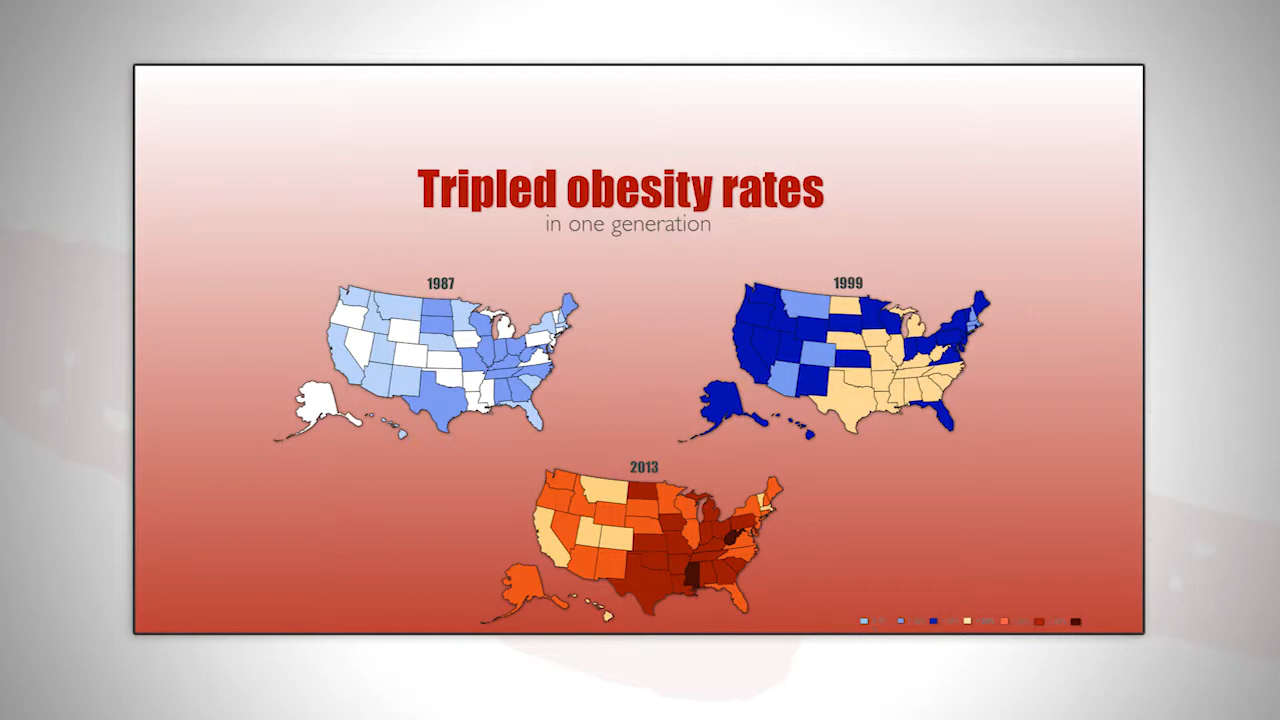 Tripled obesity rates
in one generation
1987
1999
2013